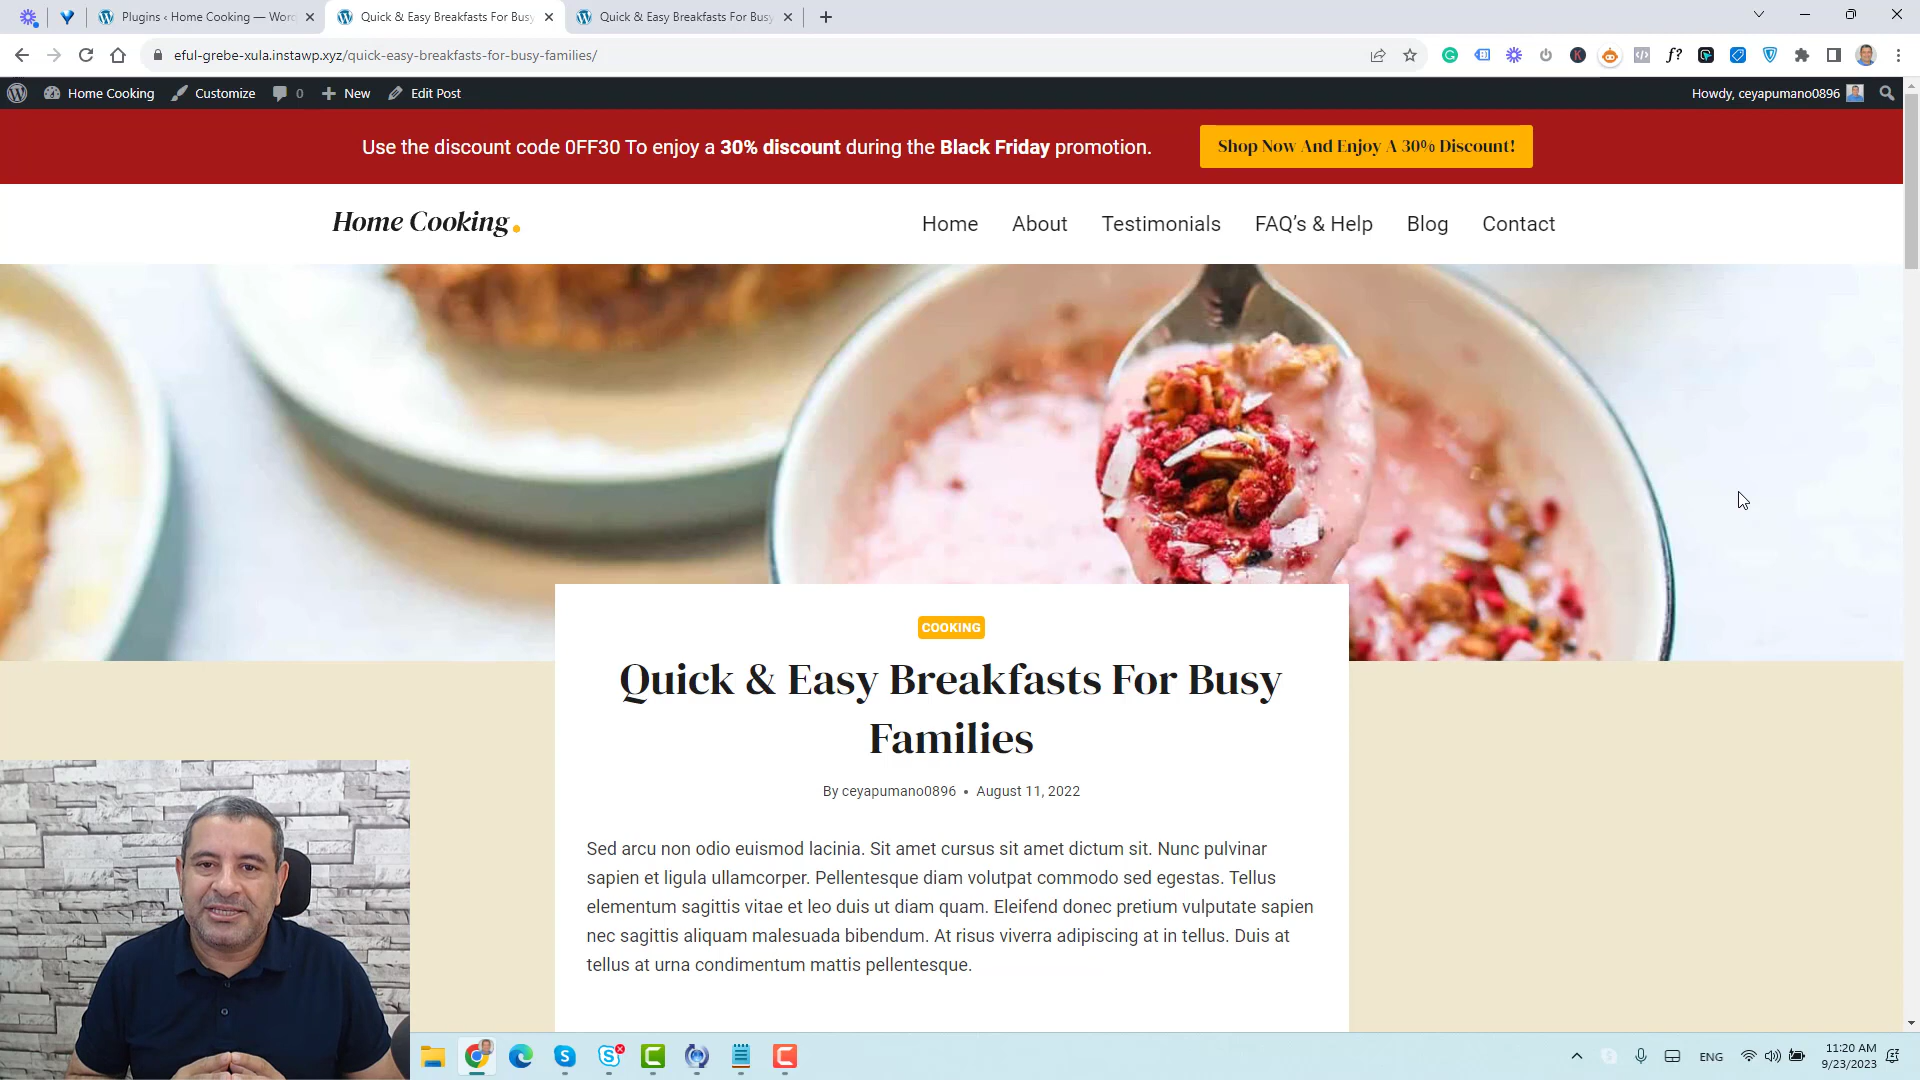 Plugins ‹ Home Cooking — Worc
Quick & Easy Breakfasts For Busy
Quick & Easy Breakfasts For Busy
eful-grebe-xula.instawp.xyz/quick-easy-breakfasts-for-busy-families/
Home Cooking
Customize
0
New
Edit Post
Howdy, ceyapumano0896
Use the discount code 0FF30 To enjoy a 30% discount during the Black Friday promotion.
Shop Now And Enjoy A 30% Discount!
Home Cooking.
Home
About
Testimonials
FAQ’s & Help
Blog
Contact
COOKING
Quick & Easy Breakfasts For Busy
Families
By ceyapumano0896 • August 11, 2022
Sed arcu non odio euismod lacinia. Sit amet cursus sit amet dictum sit. Nunc pulvinar
sapien et ligula ullamcorper. Pellentesque diam volutpat commodo sed egestas. Tellus
elementum sagittis vitae et leo duis ut diam quam. Eleifend donec pretium vulputate sapien
nec sagittis aliquam malesuada bibendum. At risus viverra adipiscing at in tellus. Duis at
tellus at urna condimentum mattis pellentesque.
ENG
11:20 AM
9/23/2023